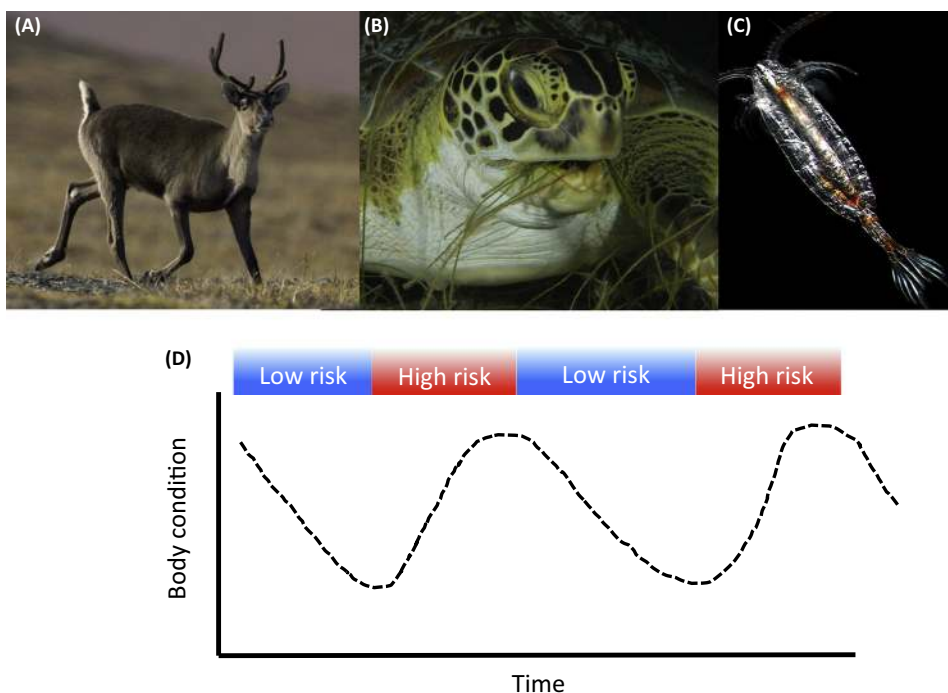 (A)
(B)
(C)
(D)
Low risk
High risk
Low risk
High risk
Body condition
Time